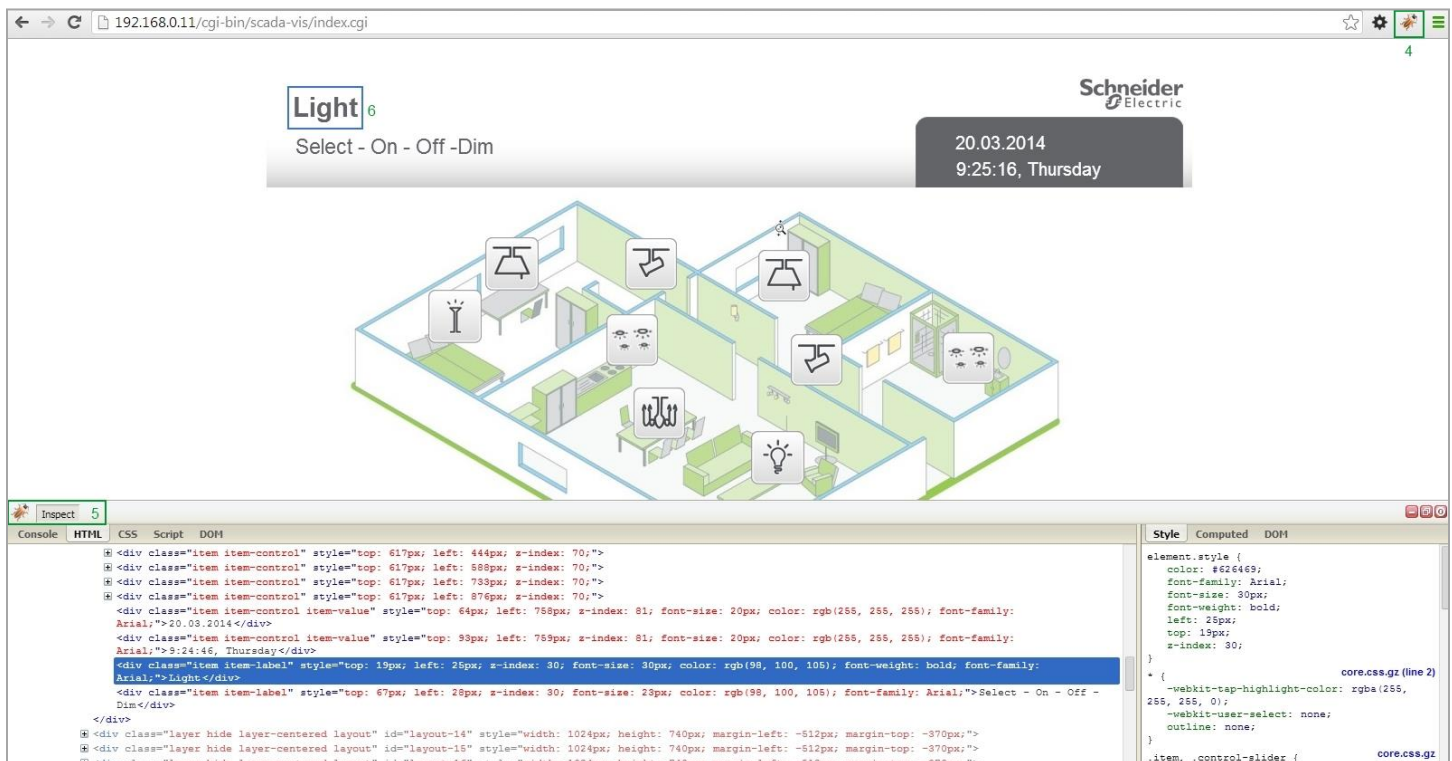 192.168.0.11/cgi-bin/scada-vis/index.cgi
4
Schneider
Electric
Light 6
Select - On - Off -Dim
20.03.2014
9:25:16, Thursday
Inspect 5
Console HTML CSS Script DOM
Style Computed DOM
<div class="item item-control" style="top: 617px; left: 444px; z-index: 70;">
<div class="item item-control" style="top: 617px; left: 588px; z-index: 70;">
<div class="item item-control" style="top: 617px; left: 733px; z-index: 70;">
<div class="item item-control" style="top: 617px; left: 876px; z-index: 70;">
<div class="item item-control item-value" style="top: 64px; left: 758px; z-index: 81; font-size: 20px; color: rgb(255, 255, 255); font-family:
Arial;">20.03.2014</div>
<div class="item item-control item-value" style="top: 93px; left: 759px; z-index: 81; font-size: 20px; color: rgb(255, 255, 255); font-family:
Arial;">9:24:46, Thursday</div>
<div class="item item-label" style="top: 19px; left: 25px; z-index: 30; font-size: 30px; color: rgb(98, 100, 105); font-weight: bold; font-family:
Arial;">Light</div>
<div class="item item-label" style="top: 67px; left: 28px; z-index: 30; font-size: 23px; color: rgb(98, 100, 105); font-family: Arial;">Select - On - Off -
Dim</div>
</div>
<div class="layer hide layer-centered layout" id="layout-14" style="width: 1024px; height: 740px; margin-left: -512px; margin-top: -370px;">
<div class="layer hide layer-centered layout" id="layout-15" style="width: 1024px; height: 740px; margin-left: -512px; margin-top: -370px;">
element.style {
color: #626469;
font-family: Arial;
font-size: 30px;
font-weight: bold;
left: 25px;
top: 19px;
z-index: 30;
}
core.css.gz (line 2)
* {
-webkit-tap-highlight-color: rgba(255,
255, 255, 0);
-webkit-user-select: none;
outline: none;
}
core.css.gz
.item, .control-slider {